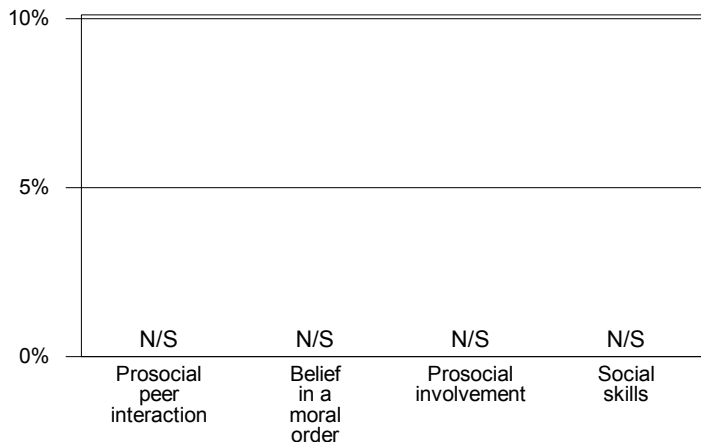 10%
5%
0%
N/S
N/S
N/S
N/S
Prosocial
peer
interaction
Belief
in a
moral
order
Prosocial
involvement
Social
skills